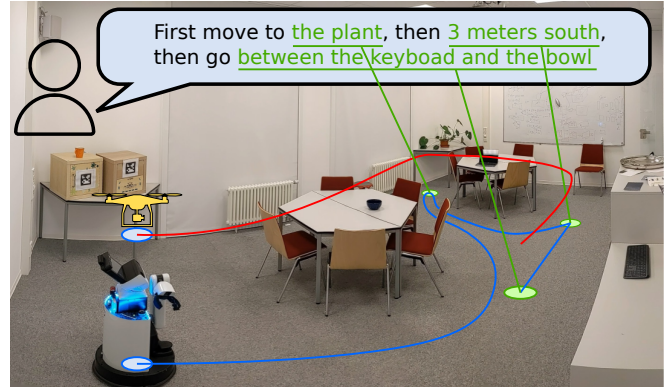 First move to the plant, then 3 meters south,
then go between the keyboad and the bowl